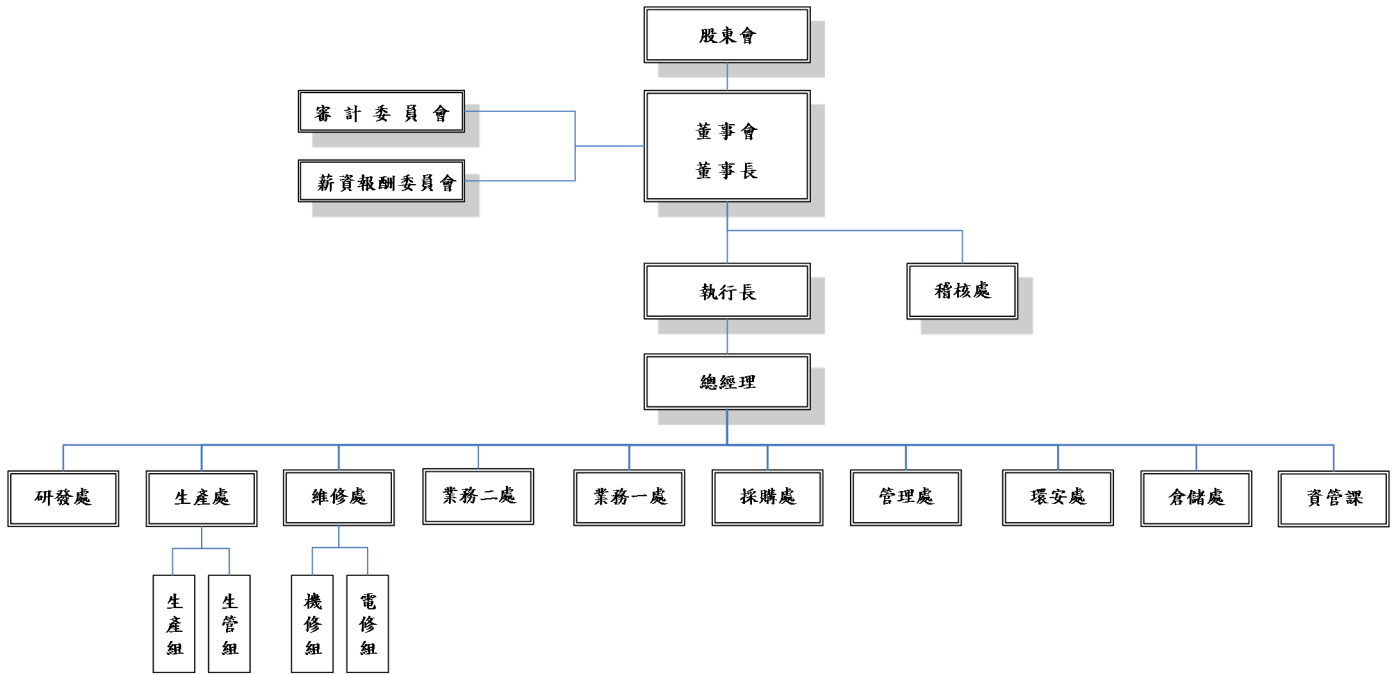 股東會
審計委員會
薪資報酬委員會
董事會
董事長
執行長
稽核處
總經理
研發處
生產處
維修處
業務二處
業務一處
採購處
管理處
環安處
倉儲處
資管課
生產組
生管組
機修組
電修組